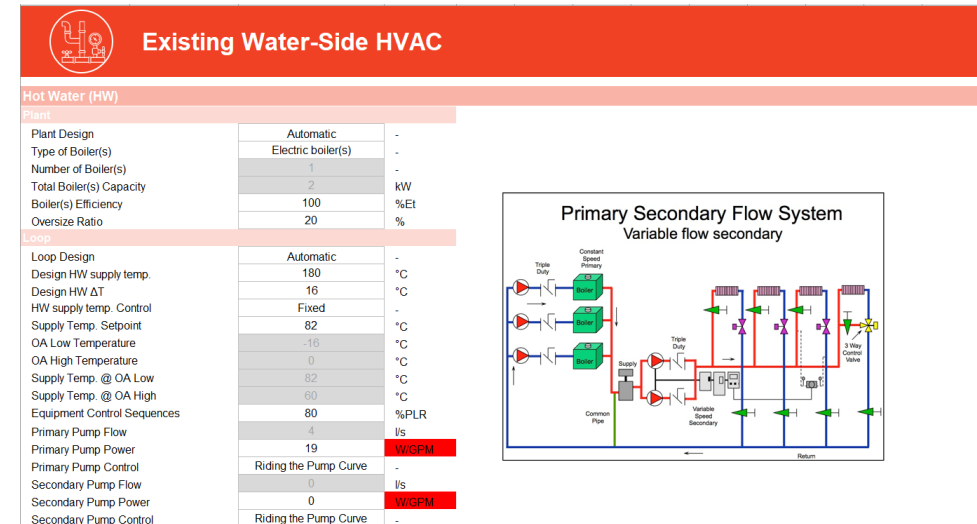 Existing Water-Side HVAC
Hot Water (HW)
Plant
Plant Design Automatic -
Type of Boiler(s) Electric boiler(s) -
Number of Boiler(s) 1 -
Total Boiler(s) Capacity 2 kW
Boiler(s) Efficiency 100 %Et
Oversize Ratio 20 %
Loop
Loop Design Automatic -
Design HW supply temp. 180 °C
Design HW ΔT 16 °C
HW supply temp. Control Fixed -
Supply Temp. Setpoint 82 °C
OA Low Temperature -16 °C
OA High Temperature 0 °C
Supply Temp. @ OA Low 82 °C
Supply Temp. @ OA High 60 °C
Equipment Control Sequences 80 %PLR
Primary Pump Flow 4 l/s
Primary Pump Power 19 W/GPM
Primary Pump Control Riding the Pump Curve -
Secondary Pump Flow 0 l/s
Secondary Pump Power 0 W/GPM
Secondary Pump Control Riding the Pump Curve -
Primary Secondary Flow System
Variable flow secondary
Constant
Speed
Primary
Triple
Duty
Boiler
Boiler
Boiler
Supply
Triple
Duty
3 Way
Control
Valve
Common
Pipe
Variable
Speed
Secondary
Return